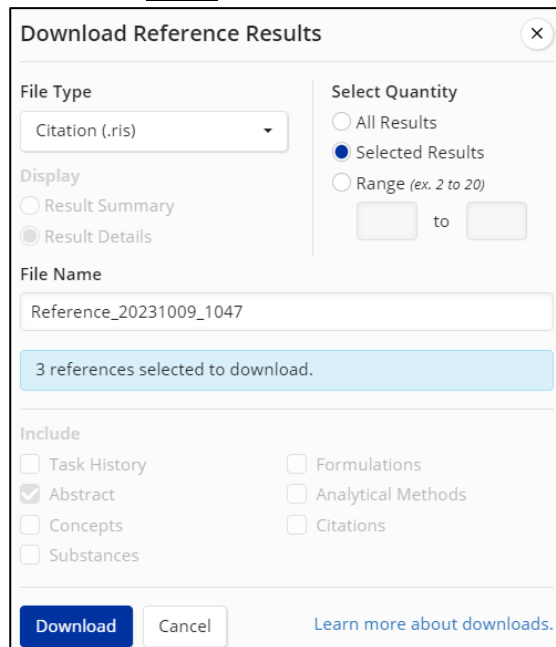 Download Reference Results
File Type
Citation (.ris)
Display
Result Summary
Result Details
Select Quantity
All Results
Selected Results
Range (ex. 2 to 20)
to
File Name
Reference_20231009_1047
3 references selected to download.
Include
Task History
Abstract
Concepts
Substances
Formulations
Analytical Methods
Citations
Download
Cancel
Learn more about downloads.